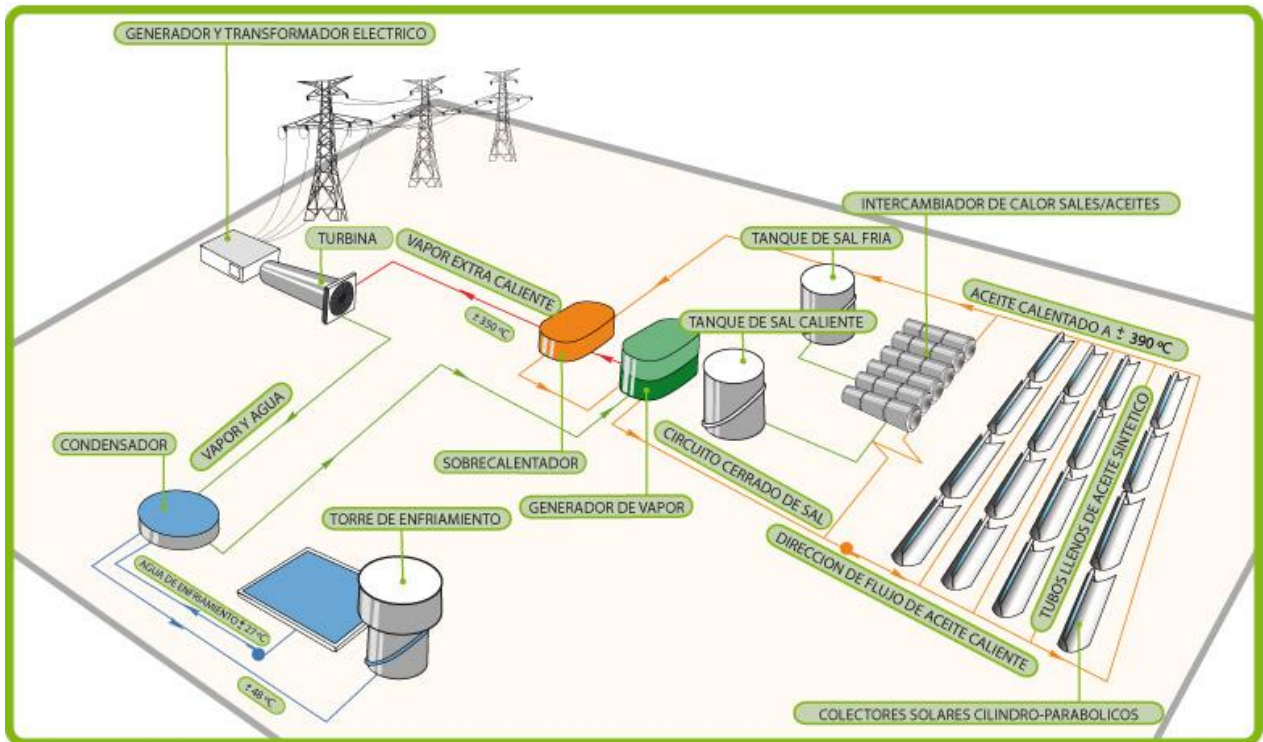 GENERADOR Y TRANSFORMADOR ELECTRICO
INTERCAMBIADOR DE CALOR SALES/ACEITES
TURBINA
VAPOR EXTRA CALIENTE
TANQUE DE SAL FRIA
ACEITE CALENTADO A ± 390 ºC
± 350 ºC
TANQUE DE SAL CALIENTE
VAPOR Y AGUA
CONDENSADOR
SOBRECALENTADOR
CIRCUITO CERRADO DE SAL
TUBOS LLENOS DE ACEITE SINTETICO
GENERADOR DE VAPOR
TORRE DE ENFRIAMIENTO
DIRECCION DE FLUJO DE ACEITE CALIENTE
AGUA DE ENFRIAMIENTO ± 27 ºC
± 48 ºC
COLECTORES SOLARES CILINDRO-PARABOLICOS